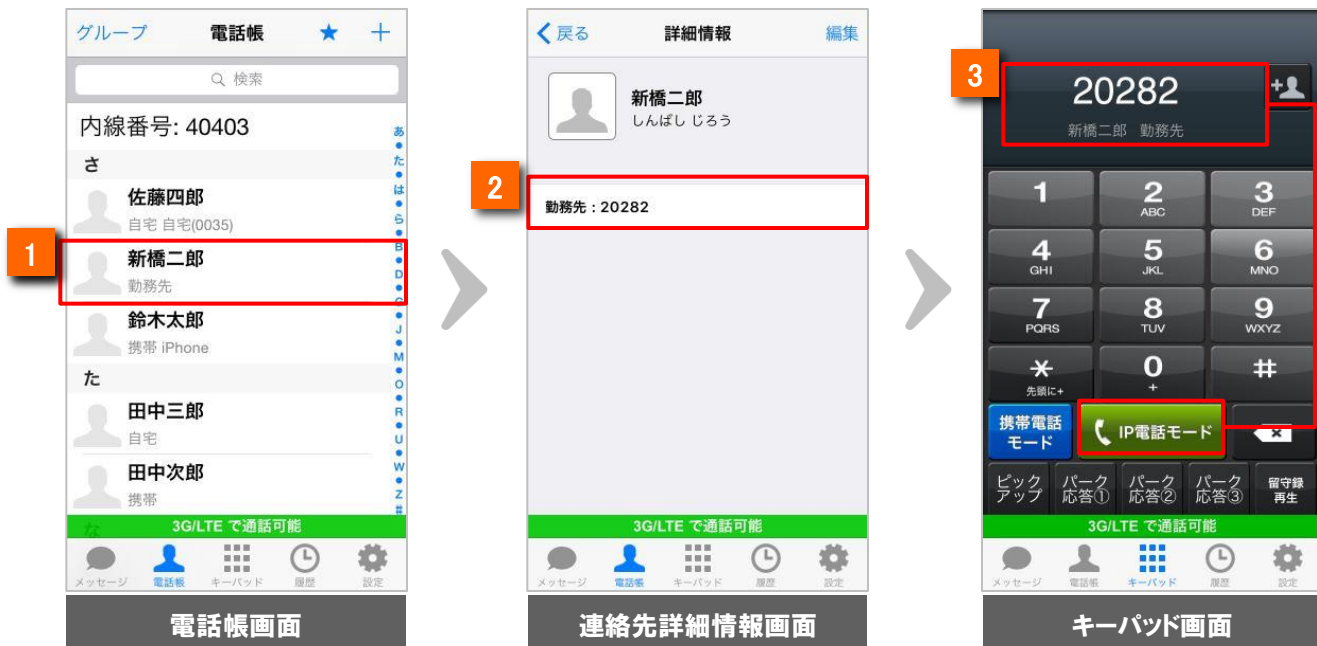 グループ 電話帳 ★ +
検索
内線番号: 40403
さ
佐藤四郎
自宅 自宅(0035)
1
新橋二郎
勤務先
鈴木太郎
携帯 iPhone
た
田中三郎
自宅
田中次郎
携帯
な
あ
た
は
ら
B
D
G
J
M
O
R
U
W
Z
#
3G/LTE で通話可能
メッセージ 電話帳 キーパッド 履歴 設定
電話帳画面
戻る 詳細情報 編集
新橋二郎
しんばし じろう
2
勤務先 : 20282
3G/LTE で通話可能
メッセージ 電話帳 キーパッド 履歴 設定
連絡先詳細情報画面
3
20282
新橋二郎 勤務先
1 2 3
ABC DEF
4 5 6
GHI JKL MNO
7 8 9
PQRS TUV WXYZ
* 0 #
先頭に+ +
携帯電話
モード
IP電話モード
ピック
アップ
パーク
応答①
パーク
応答②
パーク
応答③
留守録
再生
3G/LTE で通話可能
メッセージ 電話帳 キーパッド 履歴 設定
キーパッド画面